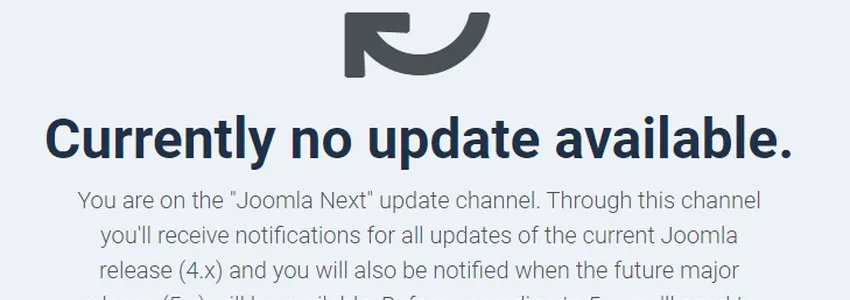 Currently no update available.
You are on the "Joomla Next" update channel. Through this channel
you'll receive notifications for all updates of the current Joomla
release (4.x) and you will also be notified when the future major